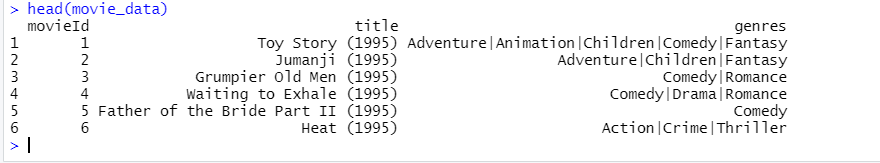 > head(movie_data)
movieId title genres
1 1 Toy Story (1995) Adventure|Animation|Children|Comedy|Fantasy
2 2 Jumanji (1995) Adventure|Children|Fantasy
3 3 Grumpier Old Men (1995) Comedy|Romance
4 4 Waiting to Exhale (1995) Comedy|Drama|Romance
5 5 Father of the Bride Part II (1995) Comedy
6 6 Heat (1995) Action|Crime|Thriller
>